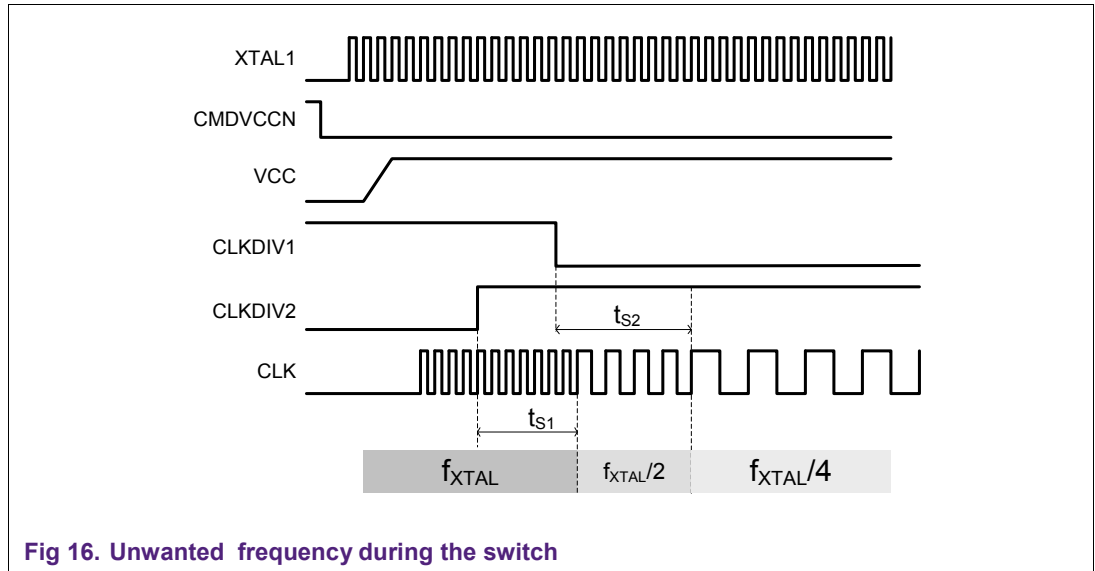 XTAL1
CMDVCCN
VCC
CLKDIV1
CLKDIV2
tS2
CLK
tS1
fXTAL
fXTAL/2
fXTAL/4
Fig 16. Unwanted frequency during the switch